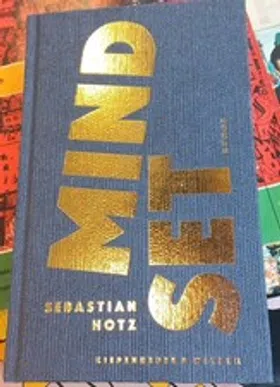 MIND
SET
ROMAN
SEBASTIAN
HOTZ
KIEPENHEUER & WITSCH